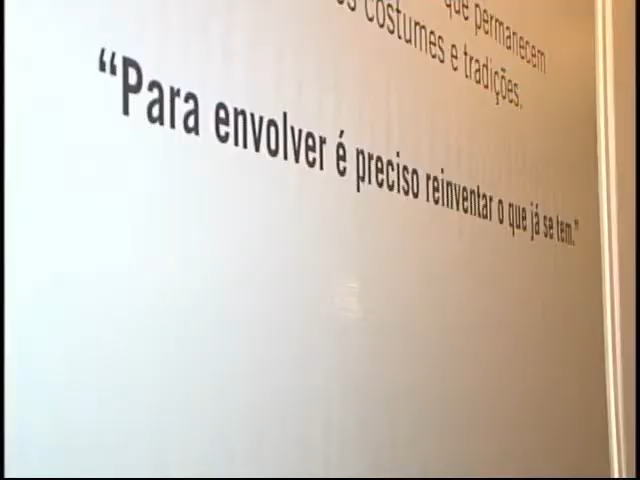 que permanecem
costumes e tradições.
“Para envolver é preciso reinventar o que já se tem.”